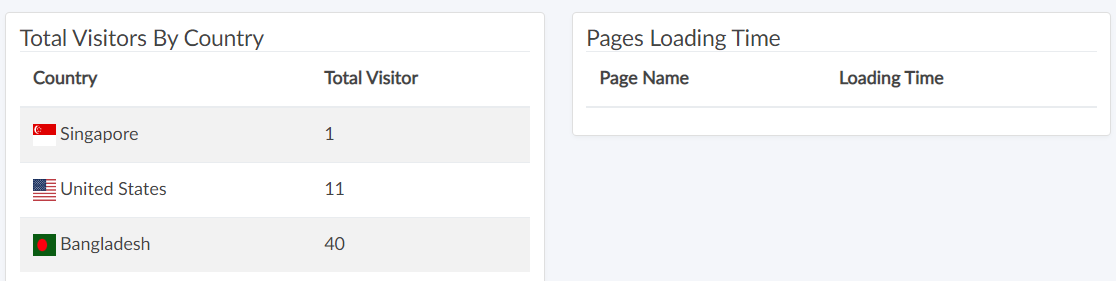 Total Visitors By Country
Country Total Visitor
Singapore 1
United States 11
Bangladesh 40
Pages Loading Time
Page Name Loading Time